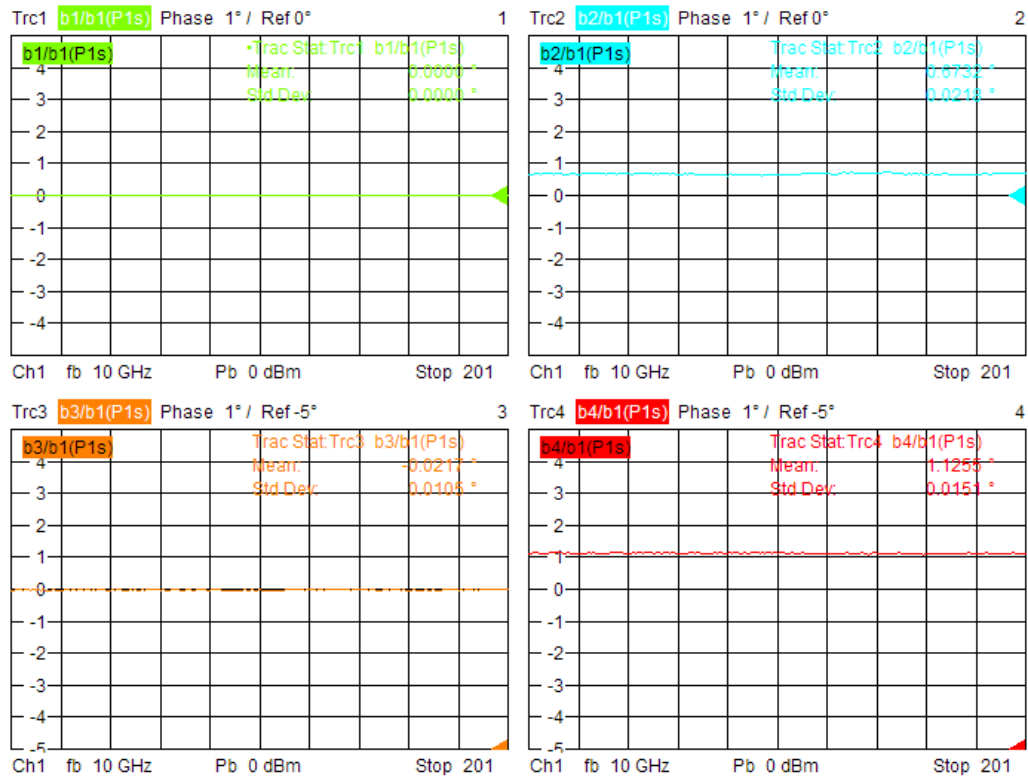 Trc1 b1/b1(P1s) Phase 1°/ Ref 0° 1
b1/b1(P1s)
•Trac Stat: Trc1 b1/b1(P1s)
Mean: 0.0000 °
Std Dev: 0.0000 °
4
3
2
1
0
-1
-2
-3
-4
Ch1 fb 10 GHz Pb 0 dBm Stop 201
Trc2 b2/b1(P1s) Phase 1°/ Ref 0° 2
b2/b1(P1s)
Trac Stat: Trc2 b2/b1(P1s)
Mean: 0.6732 °
Std Dev: 0.0218 °
4
3
2
1
0
-1
-2
-3
-4
Ch1 fb 10 GHz Pb 0 dBm Stop 201
Trc3 b3/b1(P1s) Phase 1°/ Ref -5° 3
b3/b1(P1s)
Trac Stat: Trc3 b3/b1(P1s)
Mean: -0.0217 °
Std Dev: 0.0105 °
4
3
2
1
0
-1
-2
-3
-4
-5
Ch1 fb 10 GHz Pb 0 dBm Stop 201
Trc4 b4/b1(P1s) Phase 1°/ Ref -5° 4
b4/b1(P1s)
Trac Stat: Trc4 b4/b1(P1s)
Mean: 1.1255 °
Std Dev: 0.0151 °
4
3
2
1
0
-1
-2
-3
-4
-5
Ch1 fb 10 GHz Pb 0 dBm Stop 201